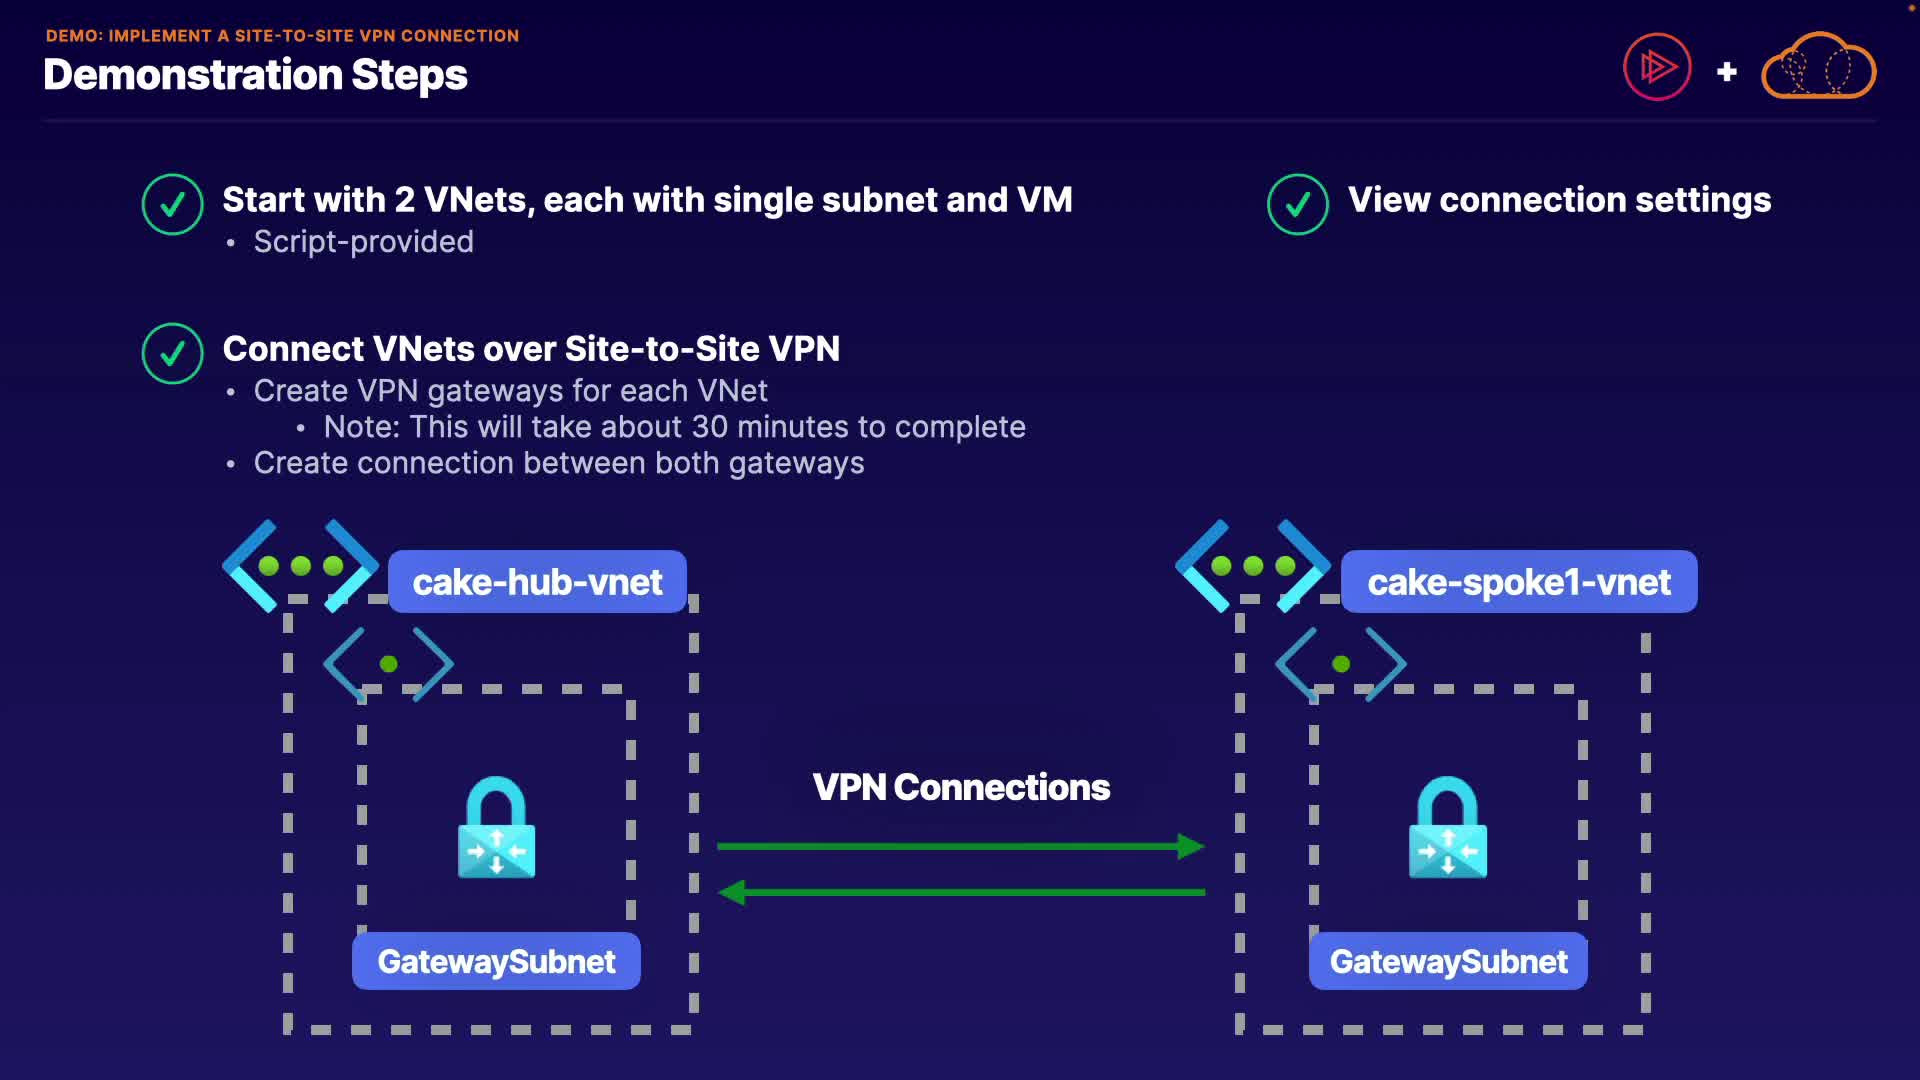 DEMO: IMPLEMENT A SITE-TO-SITE VPN CONNECTION
Demonstration Steps
+
Start with 2 VNets, each with single subnet and VM
• Script-provided
Connect VNets over Site-to-Site VPN
• Create VPN gateways for each VNet
• Note: This will take about 30 minutes to complete
• Create connection between both gateways
View connection settings
cake-hub-vnet
cake-spoke1-vnet
VPN Connections
GatewaySubnet
GatewaySubnet